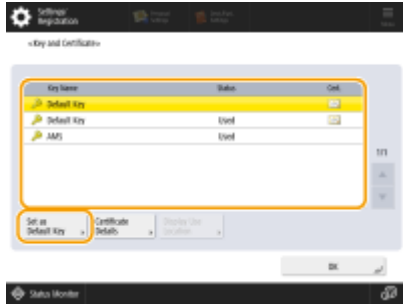 Settings/
Registration
<Key and Certificate>
Key Name Status Cert.
Default Key
Default Key Used
AMS Used
1/1
Set as
Default Key
Certificate
Details
Display Use
Location
OK
Status Monitor